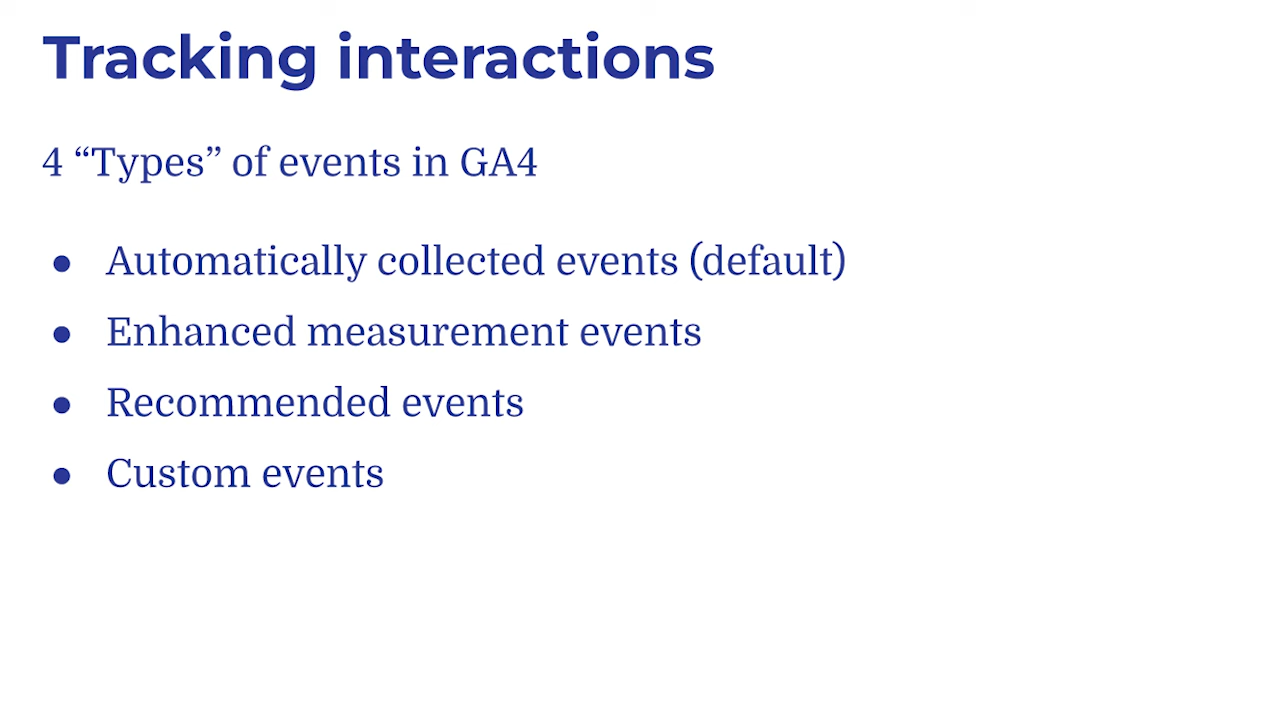 Tracking interactions
4 “Types” of events in GA4
● Automatically collected events (default)
● Enhanced measurement events
● Recommended events
● Custom events